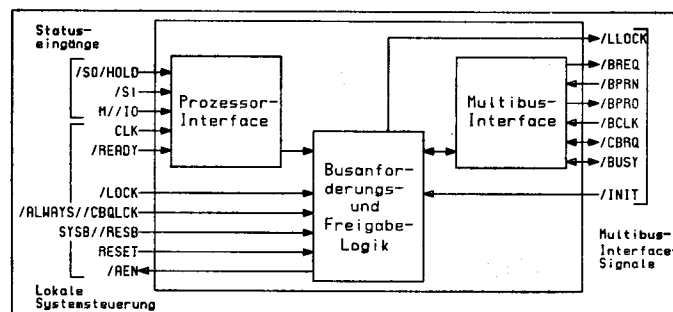 Status-
eingänge
/S0/HOLD
/S1
M//IO
CLK
/READY
/LOCK
/ALWAYS//CBQLCK
SYSB//RESB
RESET
/AEN
Lokale
Systemsteuerung
Prozessor-
Interface
Busanfor-
derungs-
und
Freigabe-
Logik
Multibus-
Interface
/LLOCK
/BREQ
/BPRN
/BPRO
/BCLK
/CBRQ
/BUSY
/INIT
Multibus-
Interface-
Signale